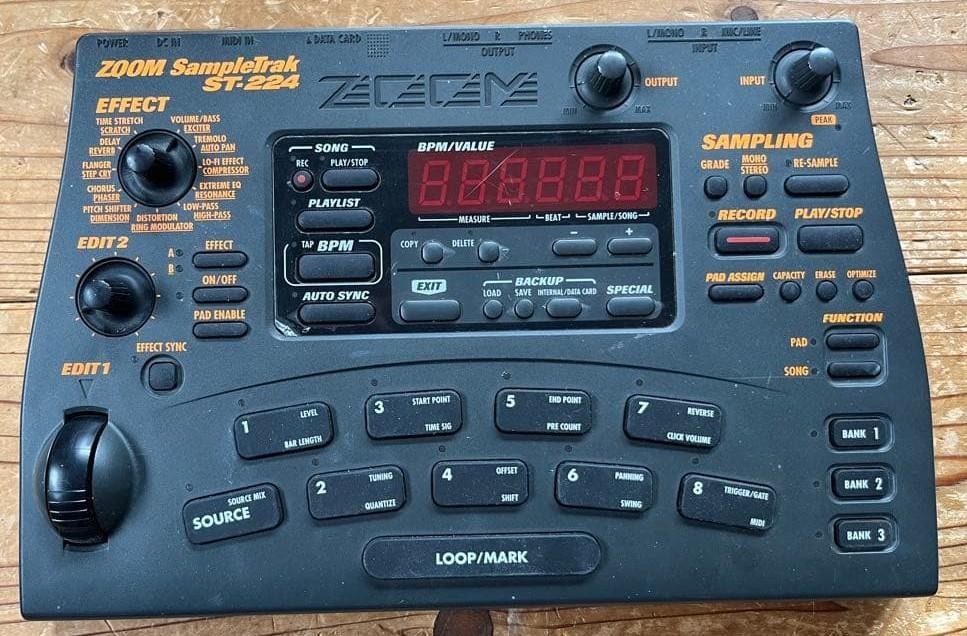 POWER DC IN MIDI IN ▲DATA CARD L/MONO R PHONES L/MONO R MIC/LINE
OUTPUT INPUT
ZOOM SampleTrak
ST-224
ZOOM
OUTPUT
MIN MAX
INPUT
MIN MAX
PEAK
EFFECT
TIME STRETCH
SCRATCH
DELAY
REVERB
FLANGER
STEP CRY
CHORUS
PHASER
PITCH SHIFTER
DIMENSION
VOLUME/BASS
EXCITER
TREMOLO
AUTO PAN
LO-FI EFFECT
COMPRESSOR
EXTREME EQ
RESONANCE
LOW-PASS
HIGH-PASS
DISTORTION
RING MODULATOR
SONG
REC PLAY/STOP
PLAYLIST
TAP BPM
AUTO SYNC
BPM/VALUE
MEASURE BEAT SAMPLE/SONG
COPY DELETE - +
EXIT
BACKUP
LOAD SAVE INTERNAL/DATA CARD
SPECIAL
SAMPLING
GRADE MONO
STEREO
RE-SAMPLE
RECORD PLAY/STOP
PAD ASSIGN CAPACITY ERASE OPTIMIZE
FUNCTION
PAD
SONG
EDIT 2
A
B
EFFECT
ON/OFF
PAD ENABLE
EFFECT SYNC
EDIT 1
1 LEVEL
BAR LENGTH
3 START POINT
TIME SIG
5 END POINT
PRE COUNT
7 REVERSE
CLICK VOLUME
BANK 1
SOURCE MIX
SOURCE
2 TUNING
QUANTIZE
4 OFFSET
SHIFT
6 PANNING
SWING
8 TRIGGER/GATE
MIDI
BANK 2
BANK 3
LOOP/MARK